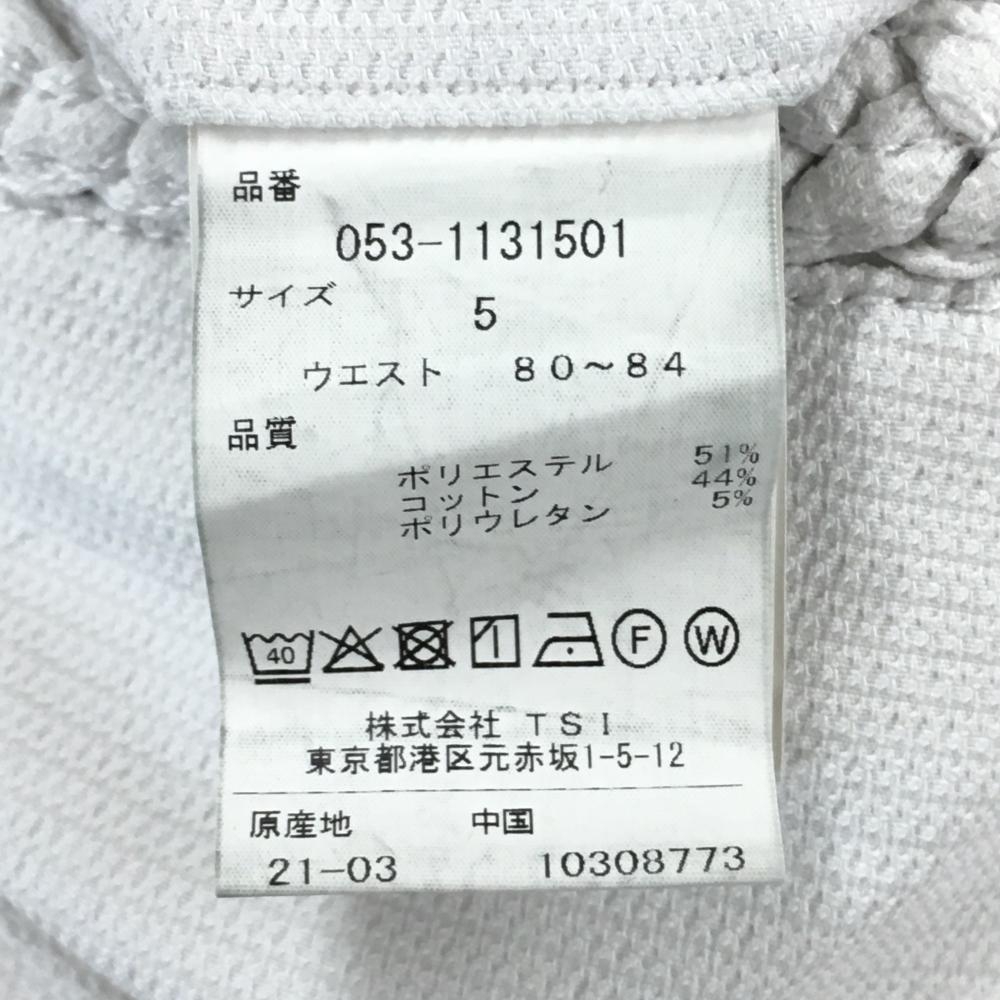 品番
053-1131501
サイズ 5
ウエスト 80~84
品質
ポリエステル 51%
コットン 44%
ポリウレタン 5%
40 F W
株式会社 TSI
東京都港区元赤坂1-5-12
原産地 中国
21-03 10308773